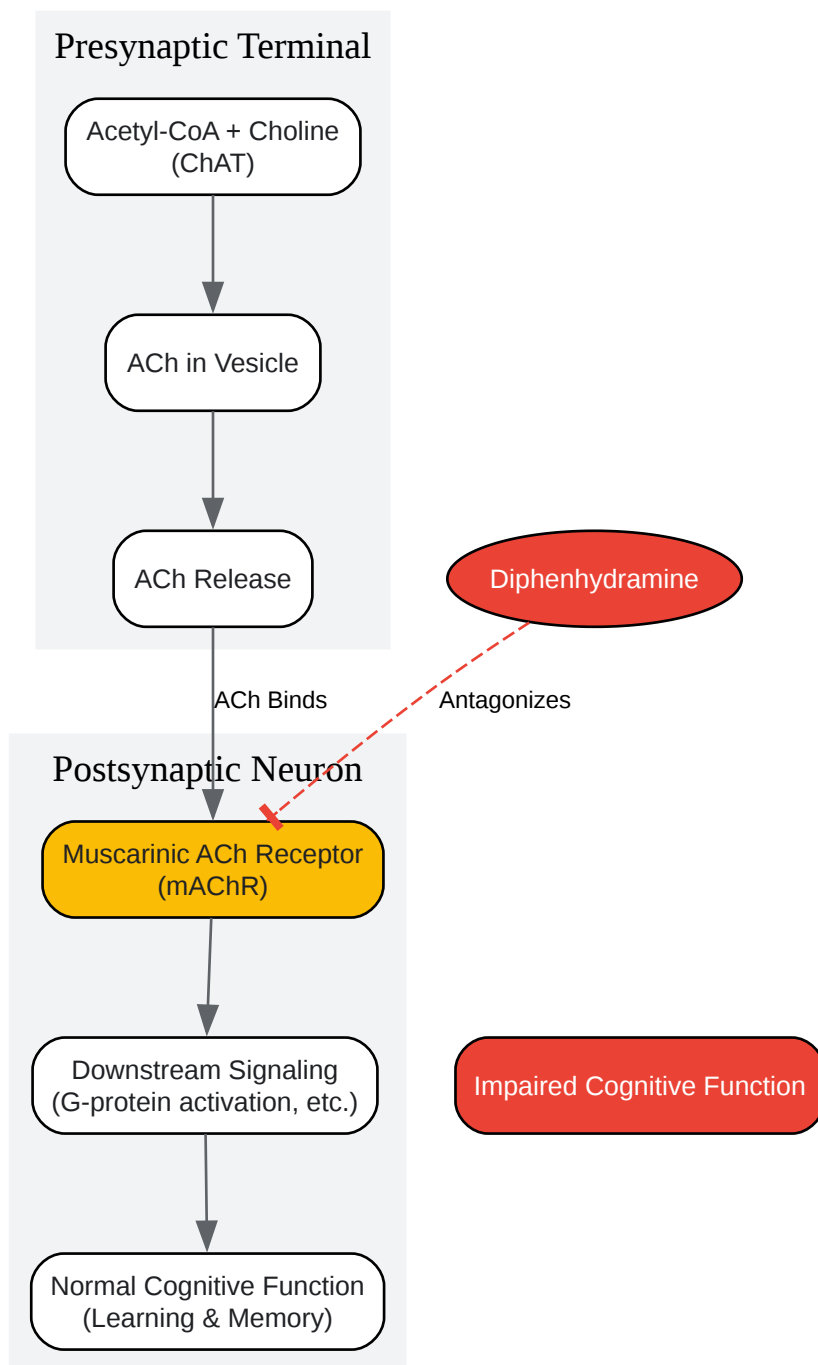 Presynaptic Terminal
Acetyl-CoA + Choline
(ChAT)
ACh in Vesicle
ACh Release
Diphenhydramine
ACh Binds
Antagonizes
Postsynaptic Neuron
Muscarinic ACh Receptor
(mAChR)
Downstream Signaling
(G-protein activation, etc.)
Impaired Cognitive Function
Normal Cognitive Function
(Learning & Memory)